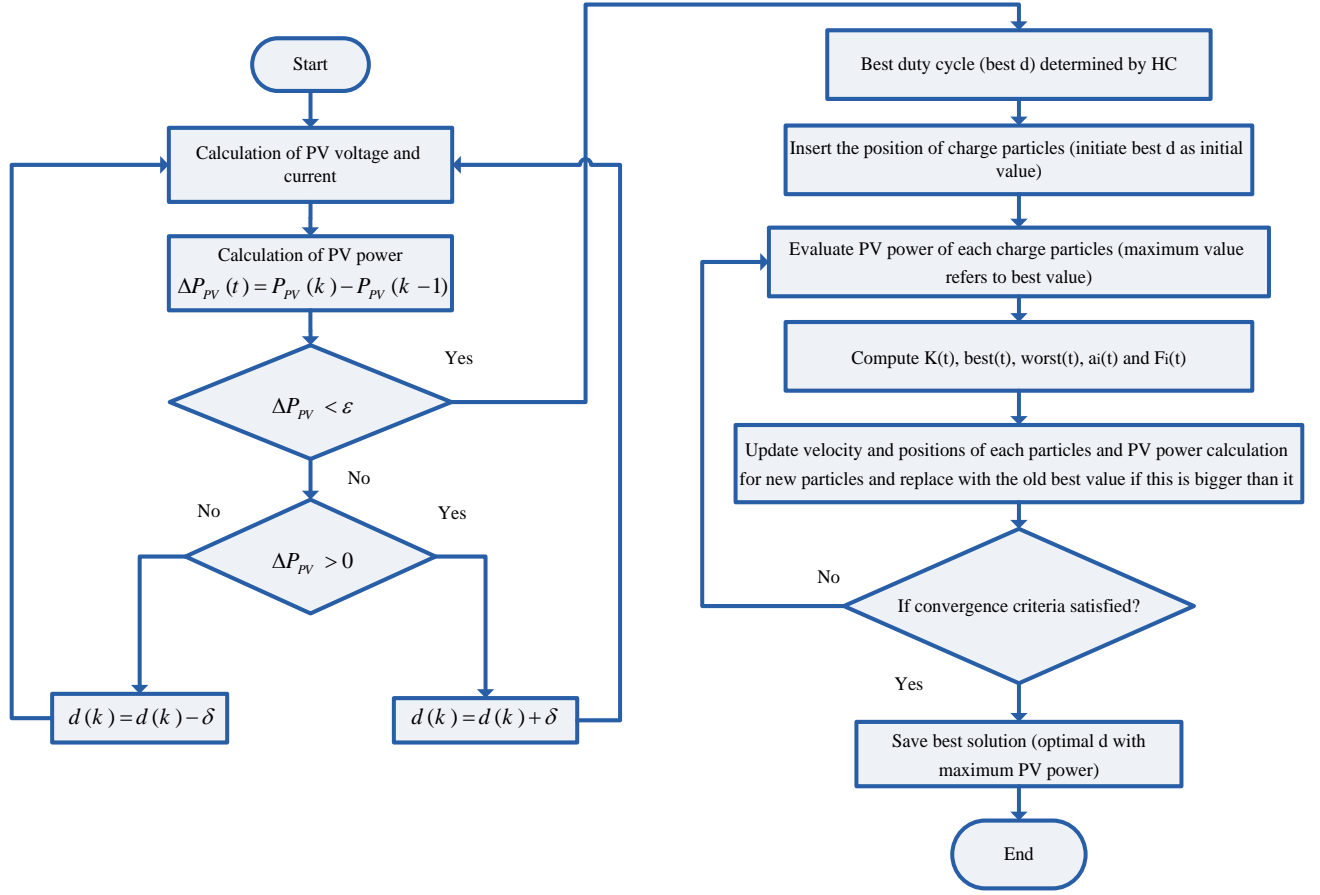 Start
Calculation of PV voltage and
current
Calculation of PV power
ΔP_PV (t) = P_PV (k) − P_PV (k −1)
Yes
ΔP_PV < ε
No
No
Yes
ΔP_PV > 0
d(k) = d(k) − δ
d(k) = d(k) + δ
Best duty cycle (best d) determined by HC
Insert the position of charge particles (initiate best d as initial
value)
Evaluate PV power of each charge particles (maximum value
refers to best value)
Compute K(t), best(t), worst(t), ai(t) and Fi(t)
Update velocity and positions of each particles and PV power calculation
for new particles and replace with the old best value if this is bigger than it
No
If convergence criteria satisfied?
Yes
Save best solution (optimal d with
maximum PV power)
End